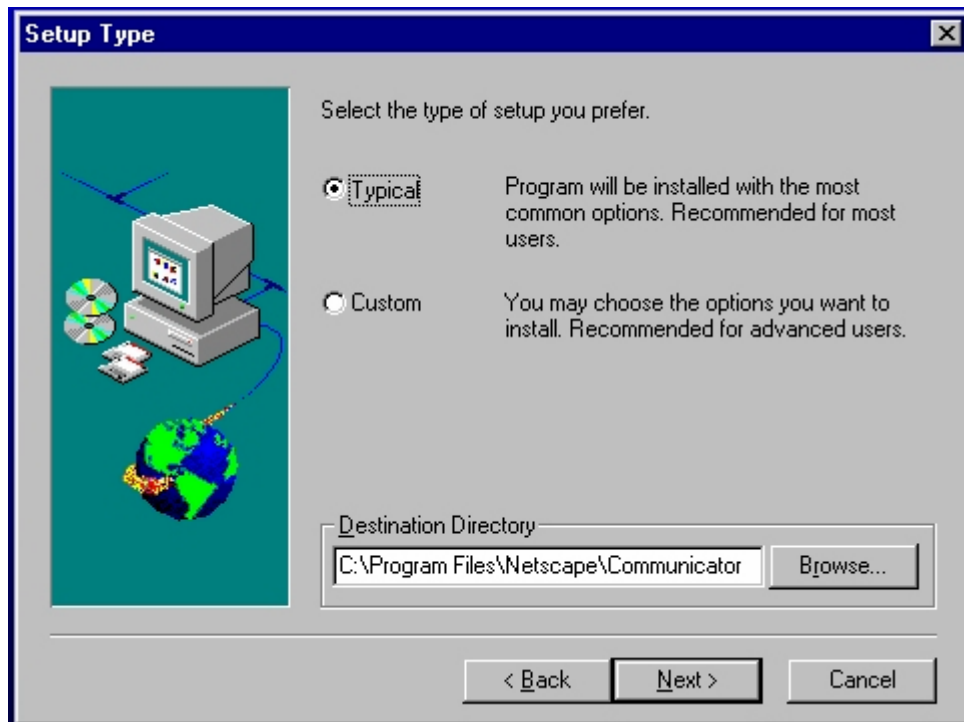 Setup Type
Select the type of setup you prefer.
Typical
Program will be installed with the most
common options. Recommended for most
users.
Custom
You may choose the options you want to
install. Recommended for advanced users.
Destination Directory
C:\Program Files\Netscape\Communicator
Browse...
< Back
Next >
Cancel